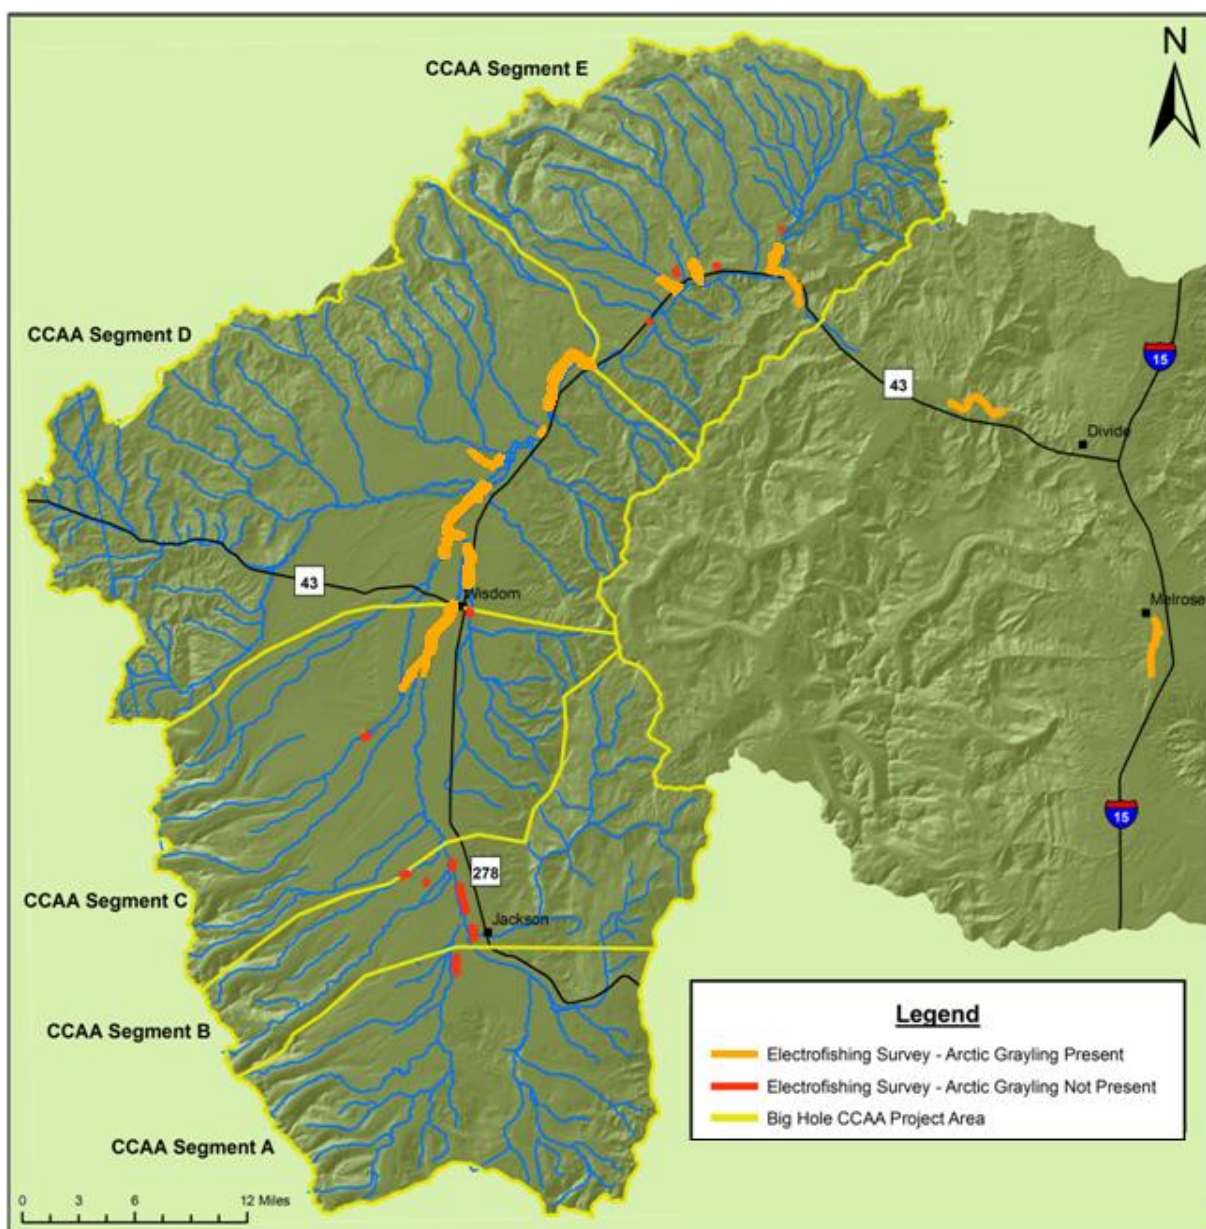 N
CCAA Segment E
CCAA Segment D
15
43
Divide
43
Wisdom
Melrose
15
278
CCAA Segment C
Jackson
CCAA Segment B
Legend
Electrofishing Survey - Arctic Grayling Present
Electrofishing Survey - Arctic Grayling Not Present
Big Hole CCAA Project Area
CCAA Segment A
0 3 6 12 Miles